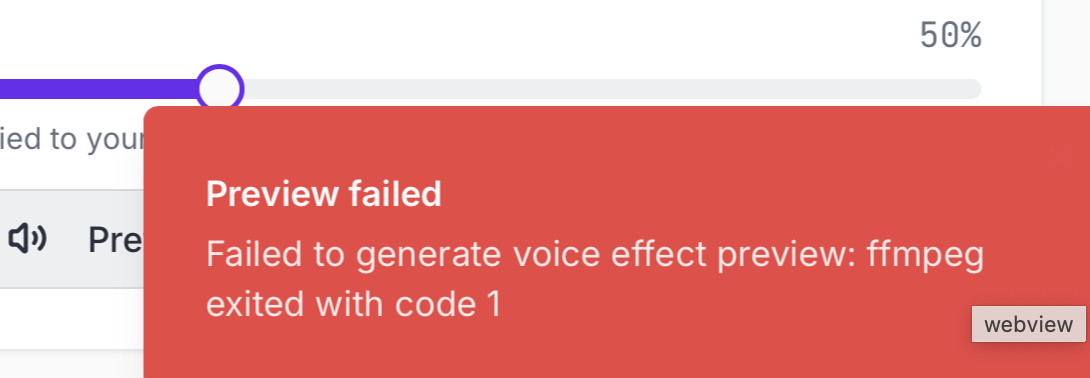 50%
ied to your
Preview failed
Pre
Failed to generate voice effect preview: ffmpeg
exited with code 1
webview